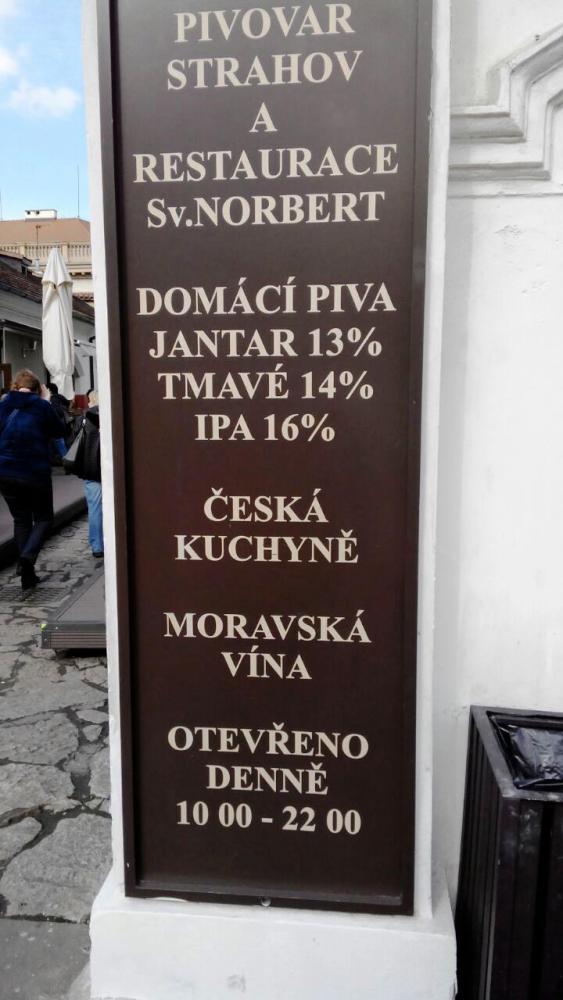 PIVOVAR
STRAHOV
A
RESTAURACE
Sv.NORBERT
DOMÁCÍ PIVA
JANTAR 13%
TMAVÉ 14%
IPA 16%
ČESKÁ
KUCHYNĚ
MORAVSKÁ
VÍNA
OTEVŘENO
DENNĚ
10 00 - 22 00